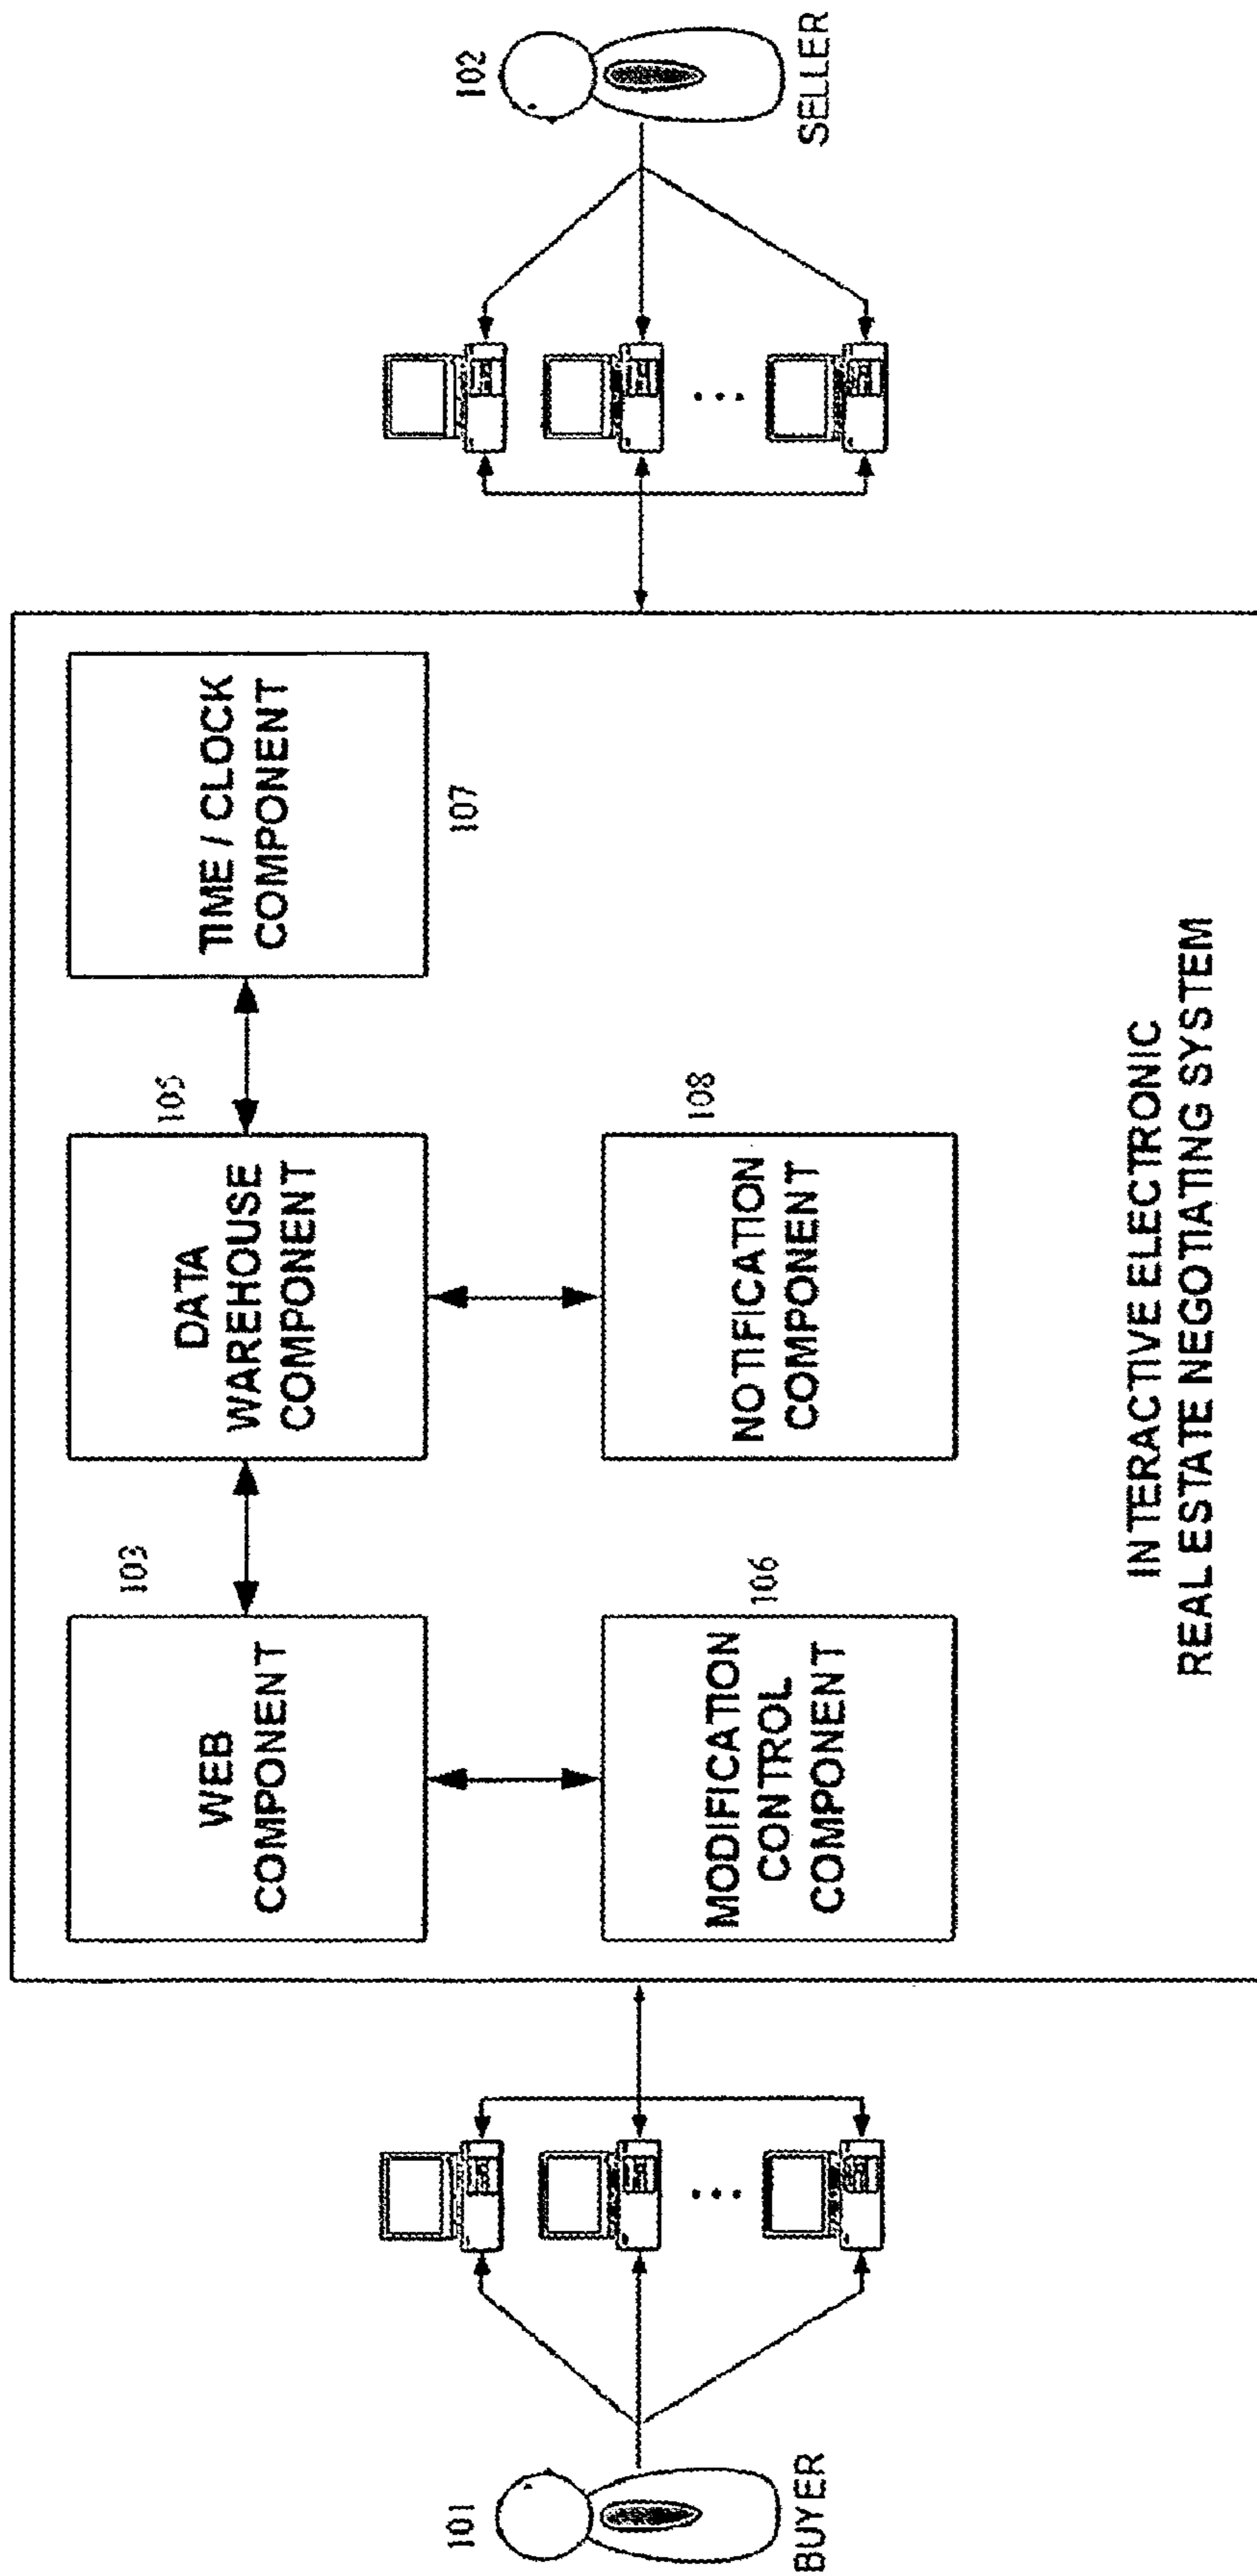 101
BUYER
103
WEB
COMPONENT
105
DATA
WAREHOUSE
COMPONENT
TIME / CLOCK
COMPONENT
107
106
MODIFICATION
CONTROL
COMPONENT
108
NOTIFICATION
COMPONENT
INTERACTIVE ELECTRONIC
REAL ESTATE NEGOTIATING SYSTEM
102
SELLER